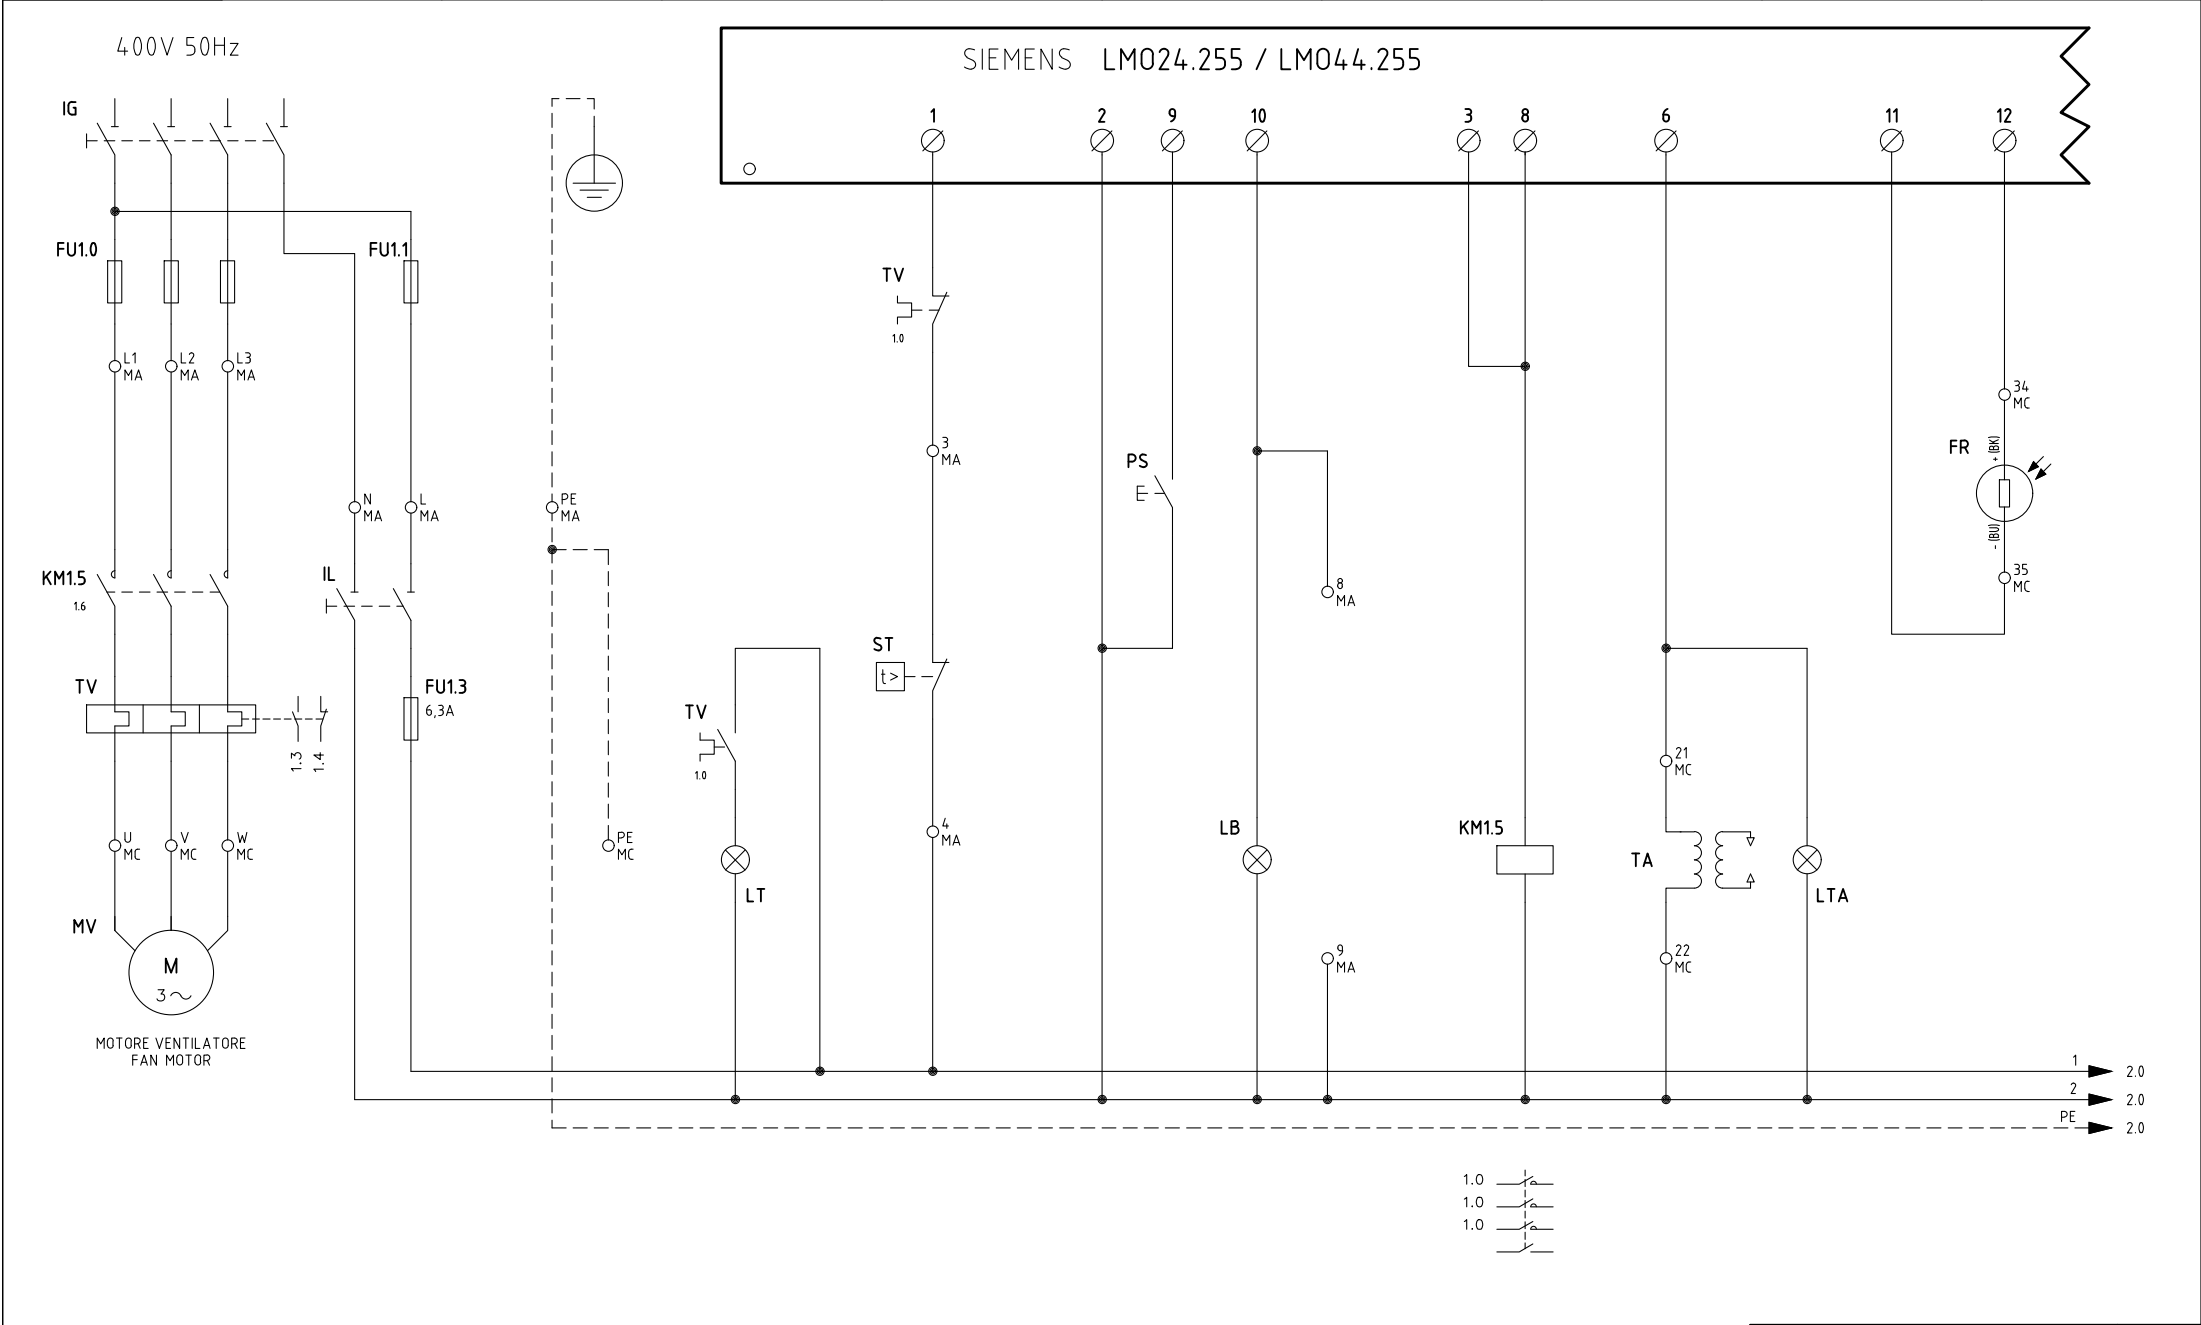 400V 50Hz
SIEMENS LMO24.255 / LMO44.255
IG
1
2
9
10
3
8
6
11
12
FU1.0
FU1.1
TV
1.0
L1
MA
L2
MA
L3
MA
3
MA
34
MC
FR
+ (BK)
- (BU)
35
MC
PS
N
MA
L
MA
PE
MA
KM1.5
1.6
IL
8
MA
ST
t>
TV
1.3
1.4
FU1.3
6,3A
TV
1.0
21
MC
U
MC
V
MC
W
MC
PE
MC
LT
4
MA
LB
KM1.5
TA
LTA
MV
M
3~
9
MA
22
MC
MOTORE VENTILATORE
FAN MOTOR
1
2.0
2
2.0
PE
2.0
1.0
1.0
1.0